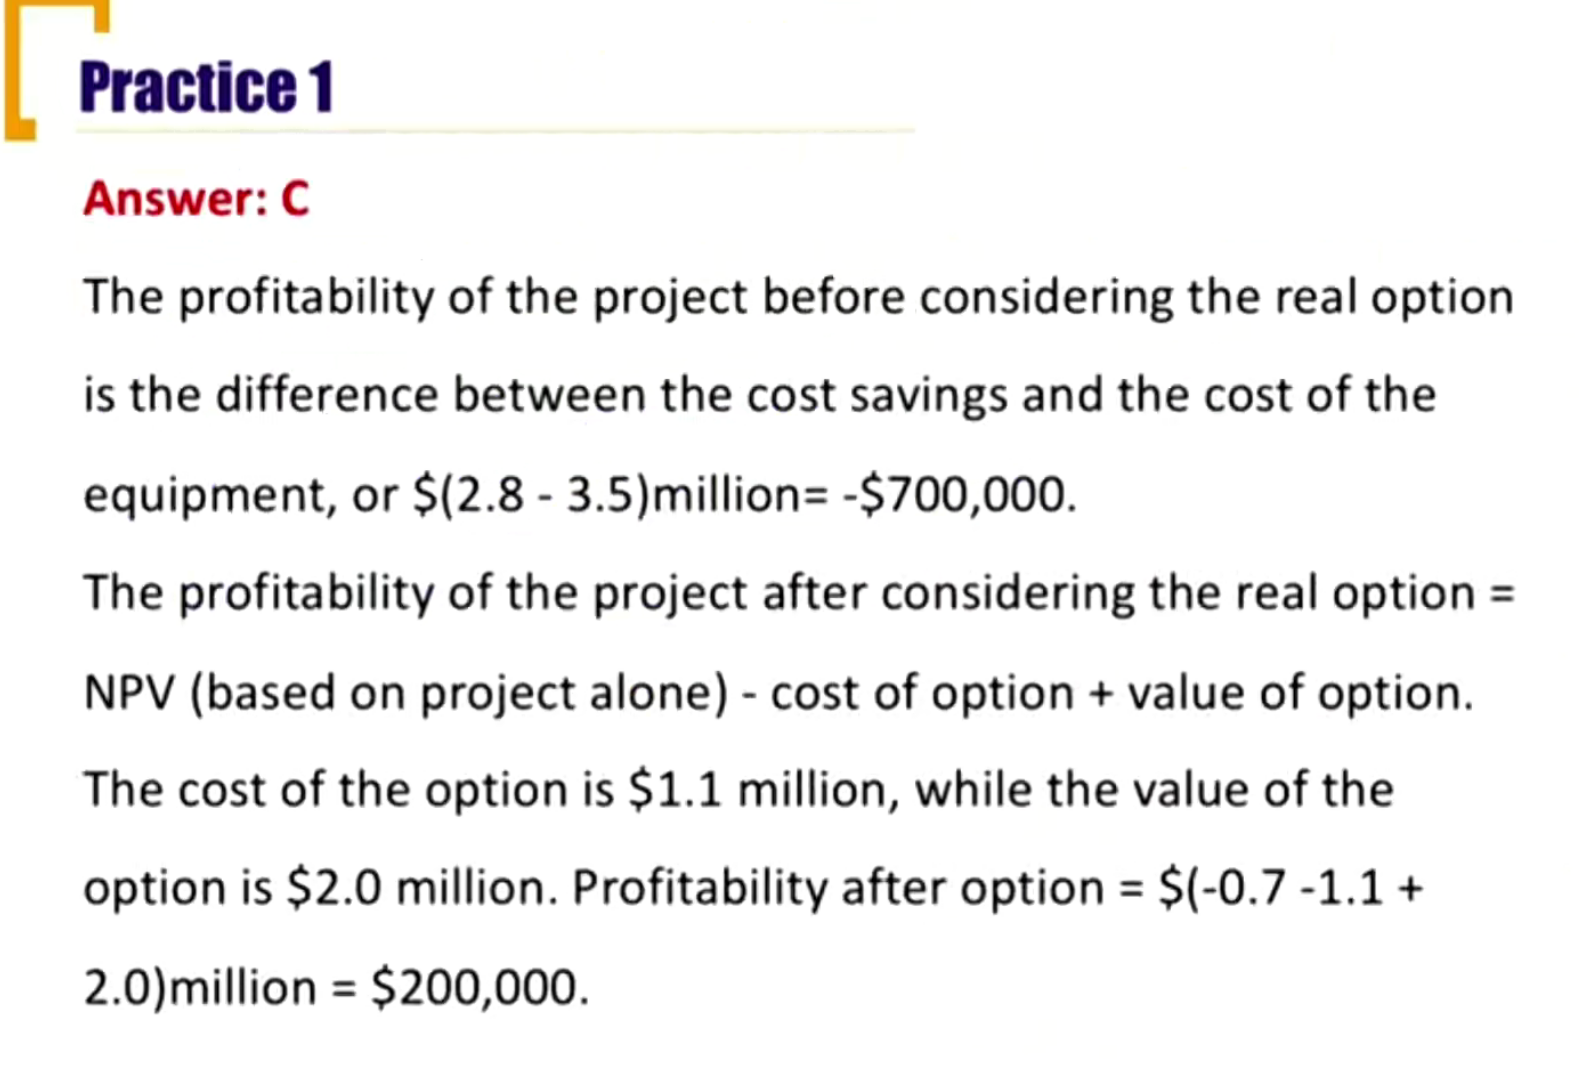 Practice 1
Answer: C
The profitability of the project before considering the real option
is the difference between the cost savings and the cost of the
equipment, or $(2.8 - 3.5)million= -$700,000.
The profitability of the project after considering the real option =
NPV (based on project alone) - cost of option + value of option.
The cost of the option is $1.1 million, while the value of the
option is $2.0 million. Profitability after option = $(-0.7 -1.1 +
2.0)million = $200,000.